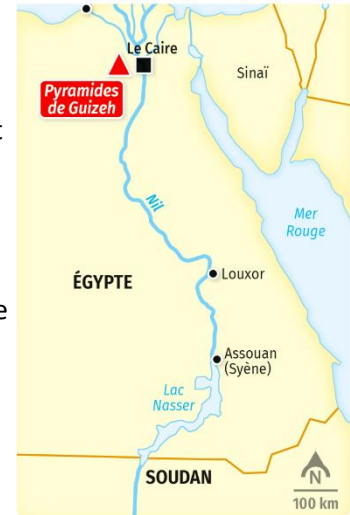 Le Caire
Sinaï
Pyramides
de Guizeh
t
Nil
Mer
Rouge
ÉGYPTE
Louxor
e
Assouan
(Syène)
Lac
Nasser
SOUDAN
N
100 km